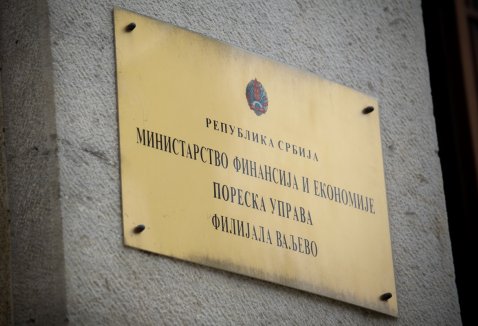 РЕПУБЛИКА СРБИЈА
МИНИСТАРСТВО ФИНАНСИЈА И ЕКОНОМИЈЕ
ПОРЕСКА УПРАВА
ФИЛИЈАЛА ВАЉЕВО